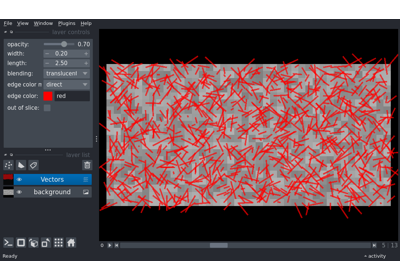 File View Window Plugins Help
layer controls
opacity: 0.70
width: 0.20
length: 2.50
blending: translucent
edge color m direct
edge color: red
out of slice:
layer list
Vectors
background
0 5 13
Ready activity